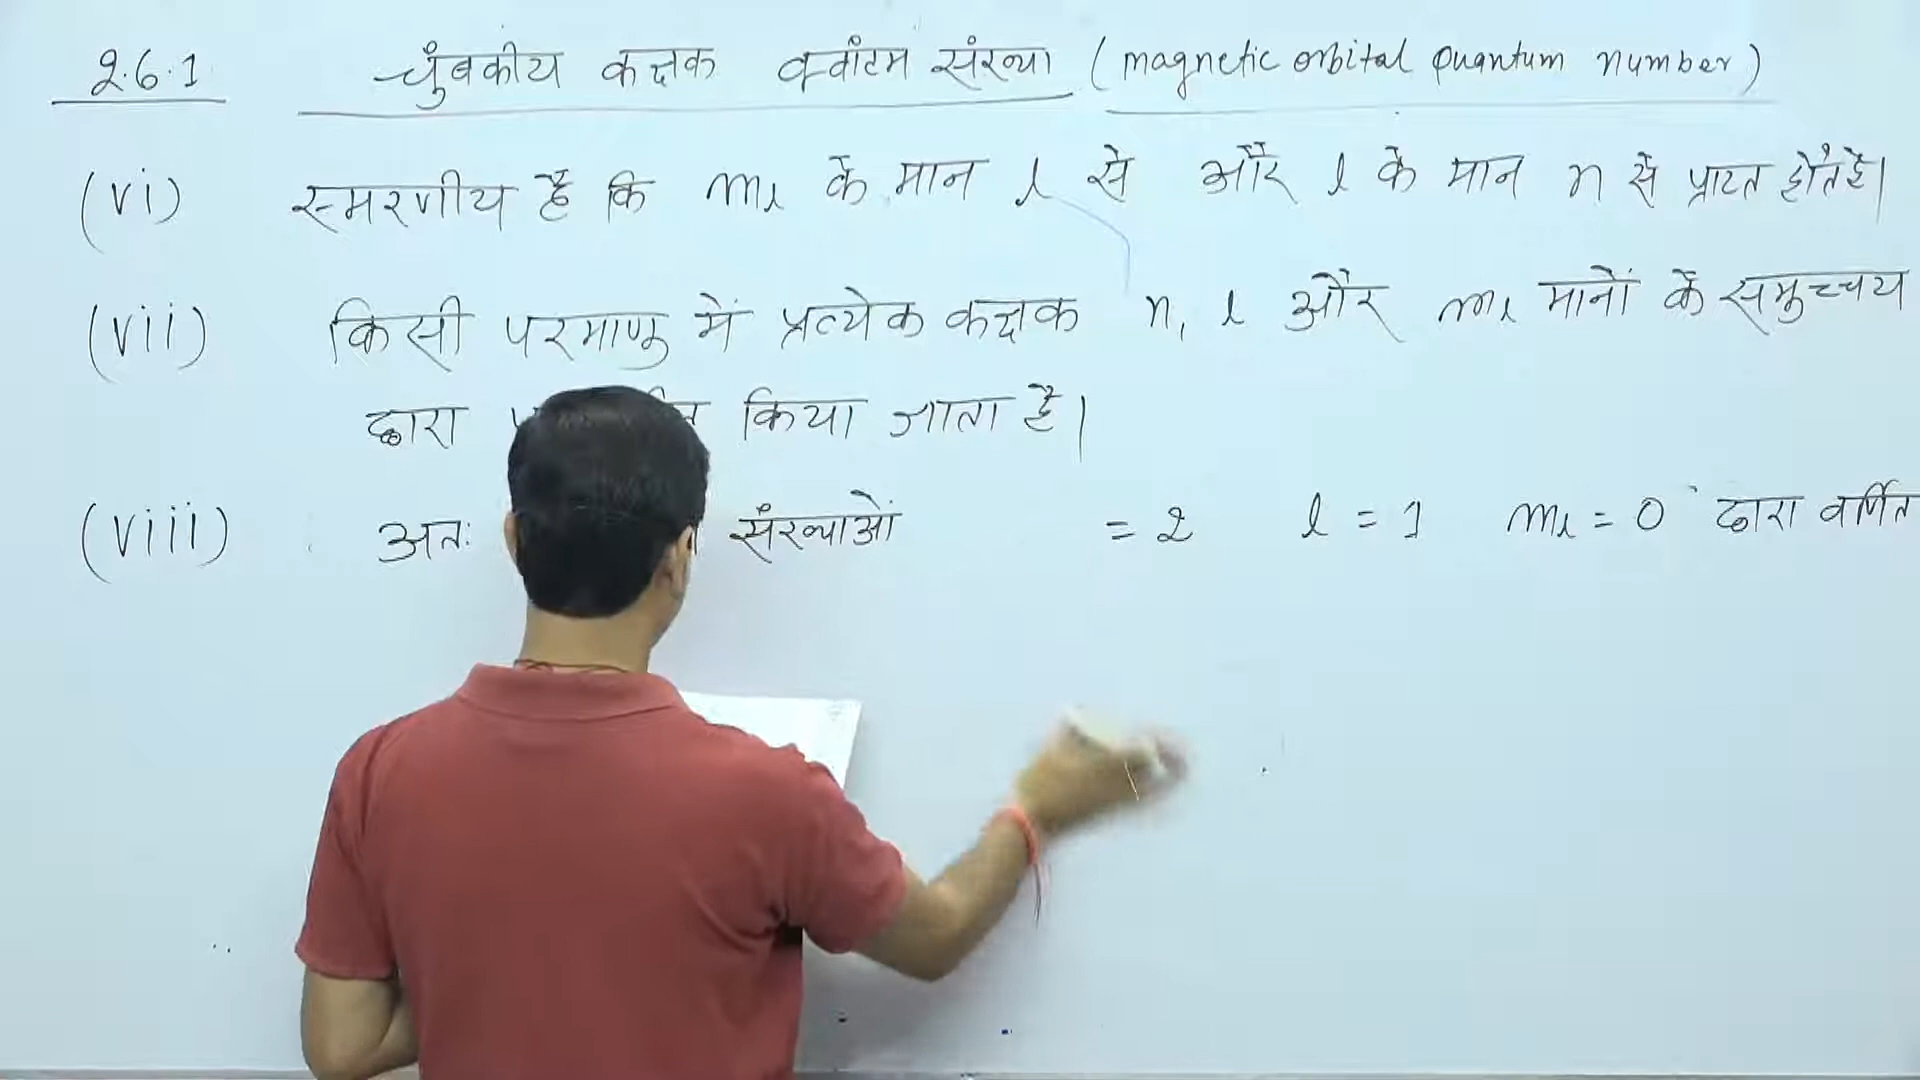 2.6.1 चुंबकीय कक्षक क्वांटम संख्या (magnetic orbital quantum number)
(vi) स्मरणीय है कि mₗ के मान l से और l के मान n से प्राप्त होते है।
(vii) किसी परमाणु में प्रत्येक कक्षक n, l और mₗ मानों के समुच्चय
द्वारा किया जाता है।
(viii) अतः संख्याओं = 2 l = 1 mₗ = 0 द्वारा वर्णित